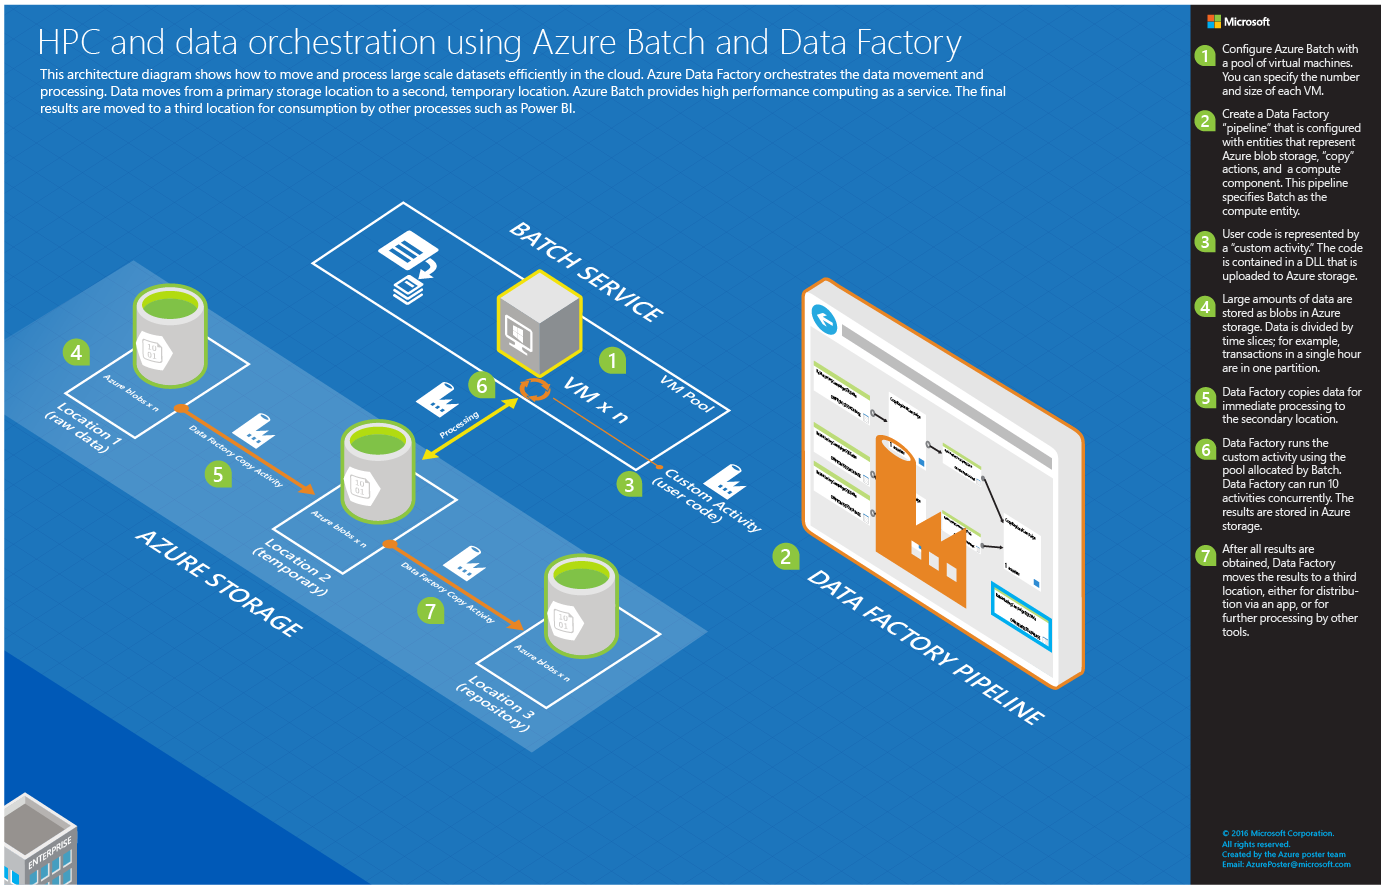 HPC and data orchestration using Azure Batch and Data Factory
This architecture diagram shows how to move and process large scale datasets efficiently in the cloud. Azure Data Factory orchestrates the data movement and
processing. Data moves from a primary storage location to a second, temporary location. Azure Batch provides high performance computing as a service. The final
results are moved to a third location for consumption by other processes such as Power BI.
BATCH SERVICE
1
VM x n
VM Pool
6
Processing
3
Custom Activity
(user code)
4
10
01
Azure blobs x n
Location 1
(raw data)
Data Factory Copy Activity
5
10
01
Azure blobs x n
Location 2
(temporary)
Data Factory Copy Activity
7
10
01
Azure blobs x n
Location 3
(repository)
AZURE STORAGE
2
DATA FACTORY PIPELINE
ENTERPRISE
Microsoft
1
Configure Azure Batch with
a pool of virtual machines.
You can specify the number
and size of each VM.
2
Create a Data Factory
“pipeline” that is configured
with entities that represent
Azure blob storage, “copy”
actions, and a compute
component. This pipeline
specifies Batch as the
compute entity.
3
User code is represented by
a “custom activity.” The code
is contained in a DLL that is
uploaded to Azure storage.
4
Large amounts of data are
stored as blobs in Azure
storage. Data is divided by
time slices; for example,
transactions in a single hour
are in one partition.
5
Data Factory copies data for
immediate processing to
the secondary location.
6
Data Factory runs the
custom activity using the
pool allocated by Batch.
Data Factory can run 10
activities concurrently. The
results are stored in Azure
storage.
7
After all results are
obtained, Data Factory
moves the results to a third
location, either for distribu-
tion via an app, or for
further processing by other
tools.
© 2016 Microsoft Corporation.
All rights reserved.
Created by the Azure poster team
Email: AzurePoster@microsoft.com